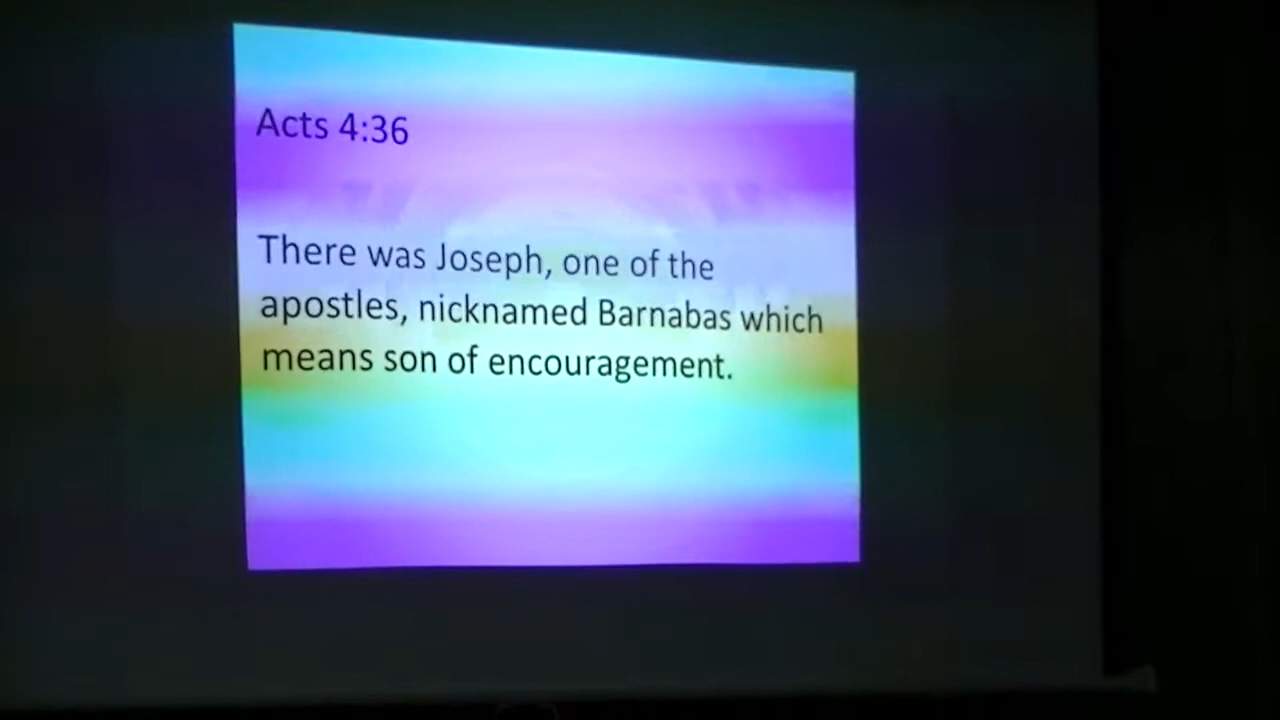 Acts 4:36
There was Joseph, one of the
apostles, nicknamed Barnabas which
means son of encouragement.